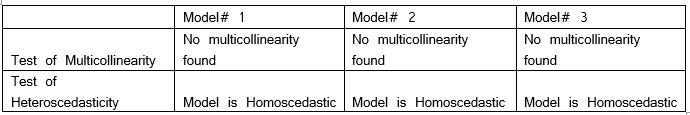 Model# 1 Model# 2 Model# 3
No multicollinearity No multicollinearity No multicollinearity
Test of Multicollinearity found found found
Test of
Heteroscedasticity Model is Homoscedastic Model is Homoscedastic Model is Homoscedastic